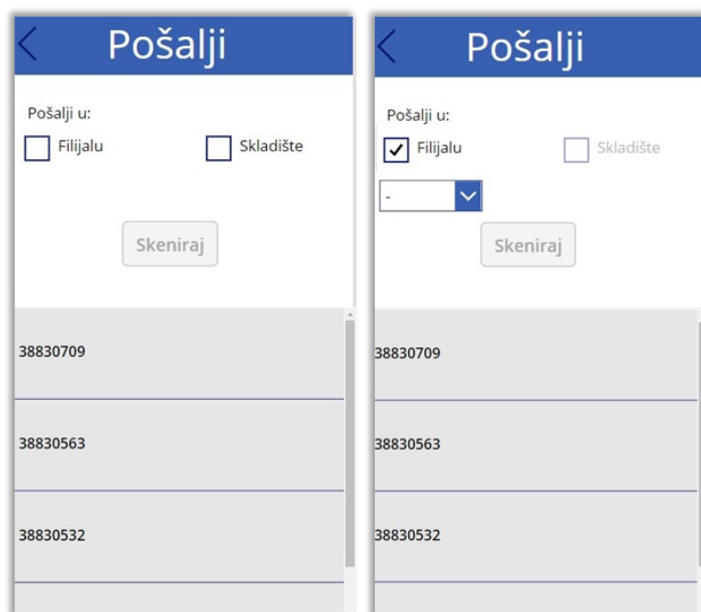 Pošalji
Pošalji u:
Filijalu
Skladište
Skeniraj
38830709
38830563
38830532
Pošalji
Pošalji u:
Filijalu
Skladište
-
Skeniraj
38830709
38830563
38830532